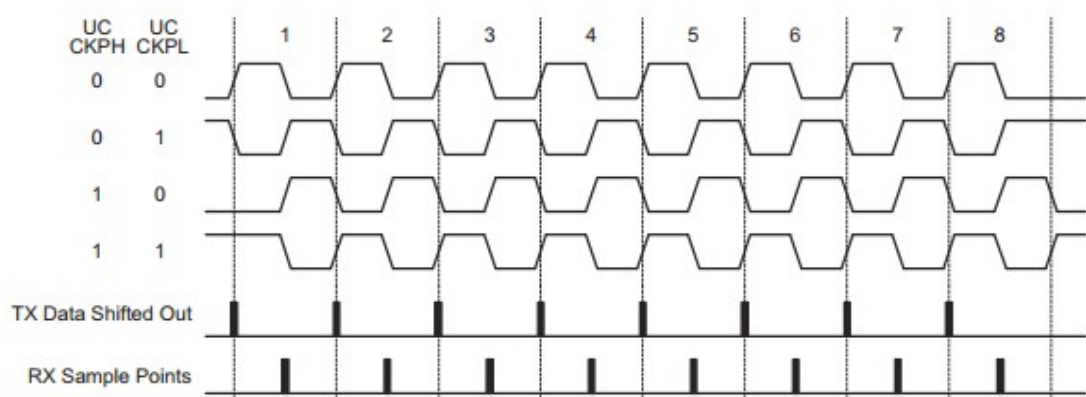 UC UC
CKPH CKPL
1 2 3 4 5 6 7 8
0 0
0 1
1 0
1 1
TX Data Shifted Out
RX Sample Points